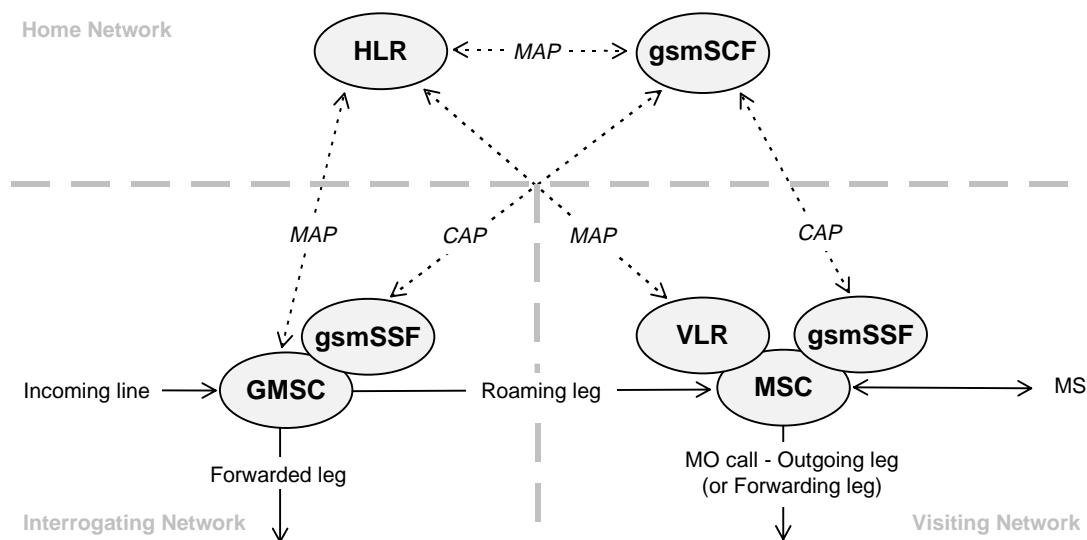 Home Network
HLR
MAP
gsmSCF
MAP
CAP
MAP
CAP
gsmSSF
VLR
gsmSSF
Incoming line
GMSC
Roaming leg
MSC
MS
Forwarded leg
MO call - Outgoing leg
(or Forwarding leg)
Interrogating Network
Visiting Network